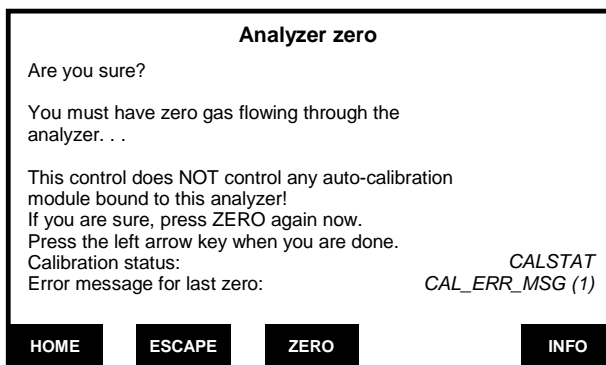 Analyzer zero
Are you sure?
You must have zero gas flowing through the
analyzer. . .
This control does NOT control any auto-calibration
module bound to this analyzer!
If you are sure, press ZERO again now.
Press the left arrow key when you are done.
Calibration status: CALSTAT
Error message for last zero: CAL_ERR_MSG (1)
HOME ESCAPE ZERO INFO